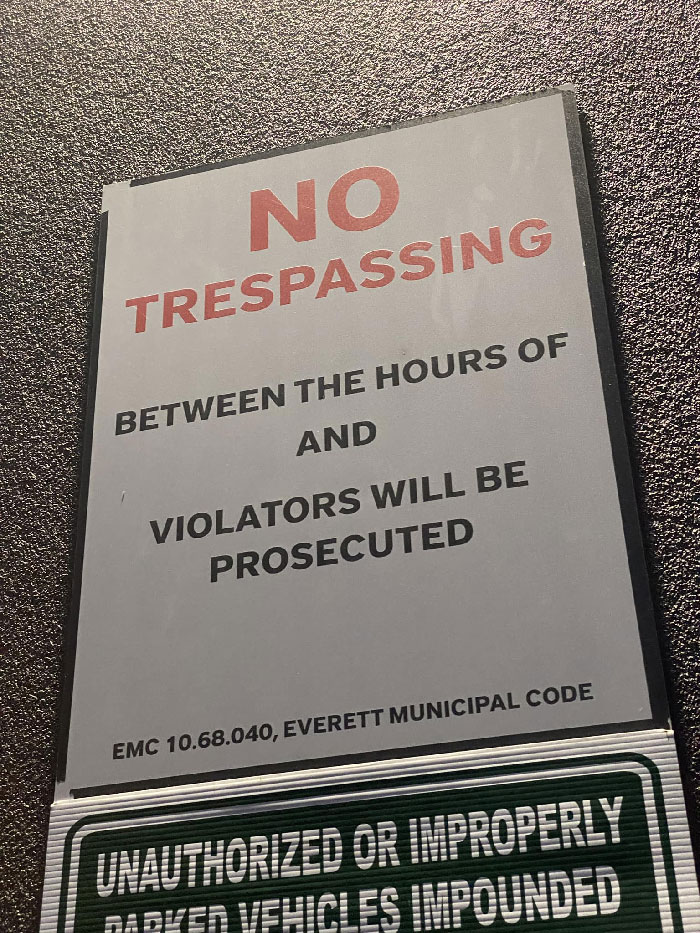 NO
TRESPASSING
BETWEEN THE HOURS OF
AND
VIOLATORS WILL BE
PROSECUTED
EMC 10.68.040, EVERETT MUNICIPAL CODE
UNAUTHORIZED OR IMPROPERLY
PARKED VEHICLES IMPOUNDED